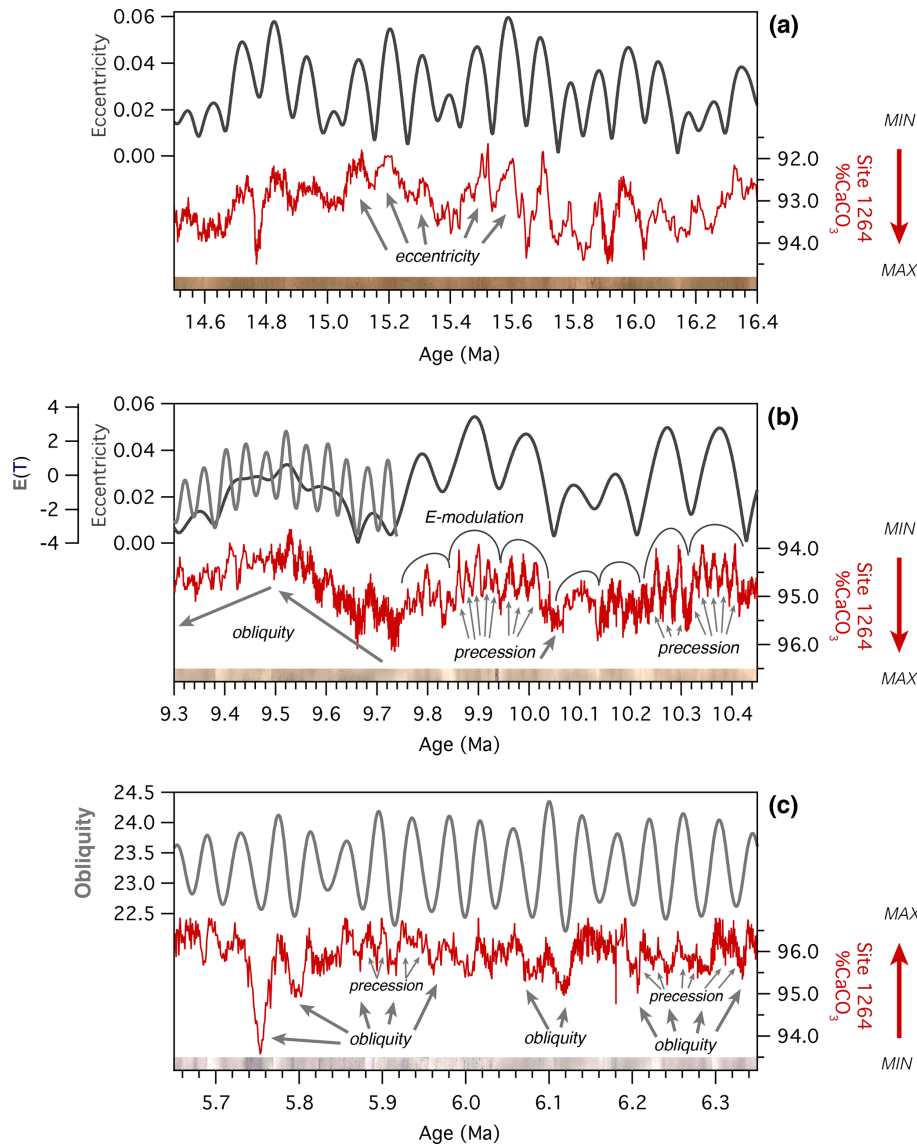 (a)
0.06
0.04
0.02
0.00
Eccentricity
MIN
92.0
93.0
94.0
Site 1264
%CaCO3
MAX
eccentricity
14.6 14.8 15.0 15.2 15.4 15.6 15.8 16.0 16.2 16.4
Age (Ma)
(b)
4
2
0
-2
-4
E(T)
0.06
0.04
0.02
0.00
Eccentricity
E-modulation
MIN
94.0
95.0
96.0
Site 1264
%CaCO3
MAX
obliquity
precession
precession
9.3 9.4 9.5 9.6 9.7 9.8 9.9 10.0 10.1 10.2 10.3 10.4
Age (Ma)
(c)
24.5
24.0
23.5
23.0
22.5
Obliquity
MAX
96.0
95.0
94.0
Site 1264
%CaCO3
MIN
precession
precession
obliquity
obliquity
obliquity
5.7 5.8 5.9 6.0 6.1 6.2 6.3
Age (Ma)